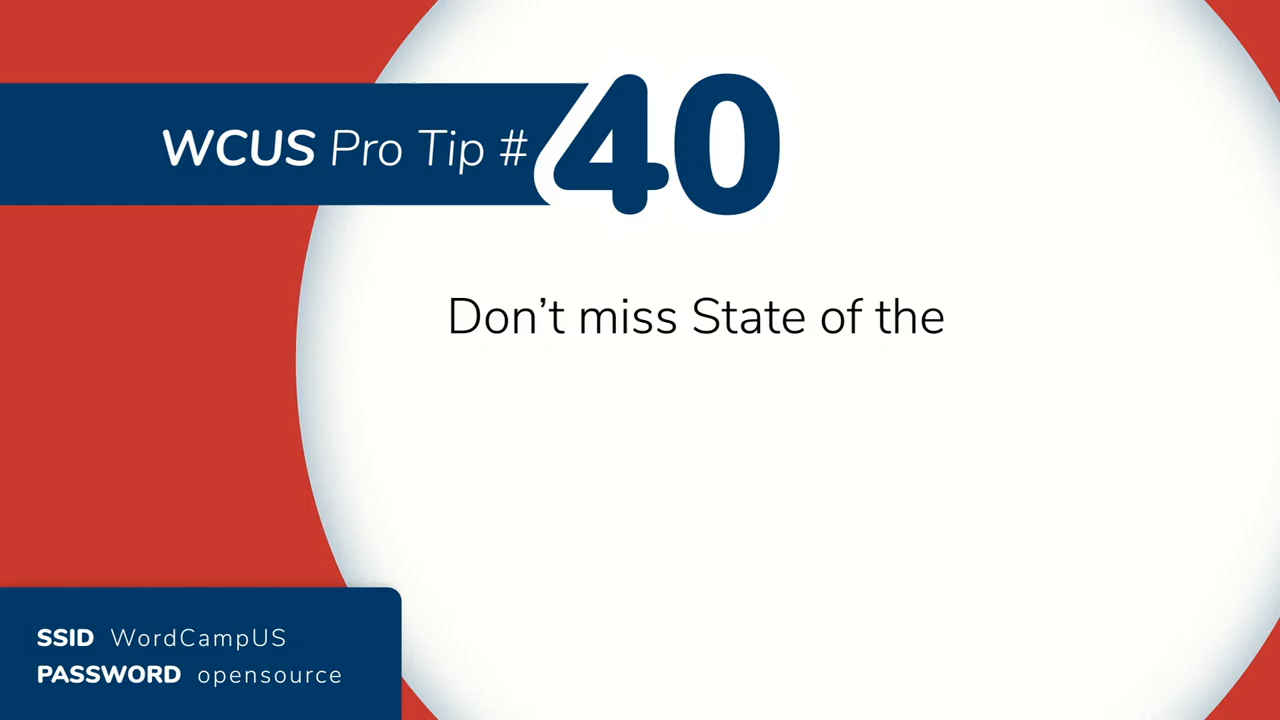 WCUS Pro Tip #40
Don’t miss State of the
SSID WordCampUS
PASSWORD opensource